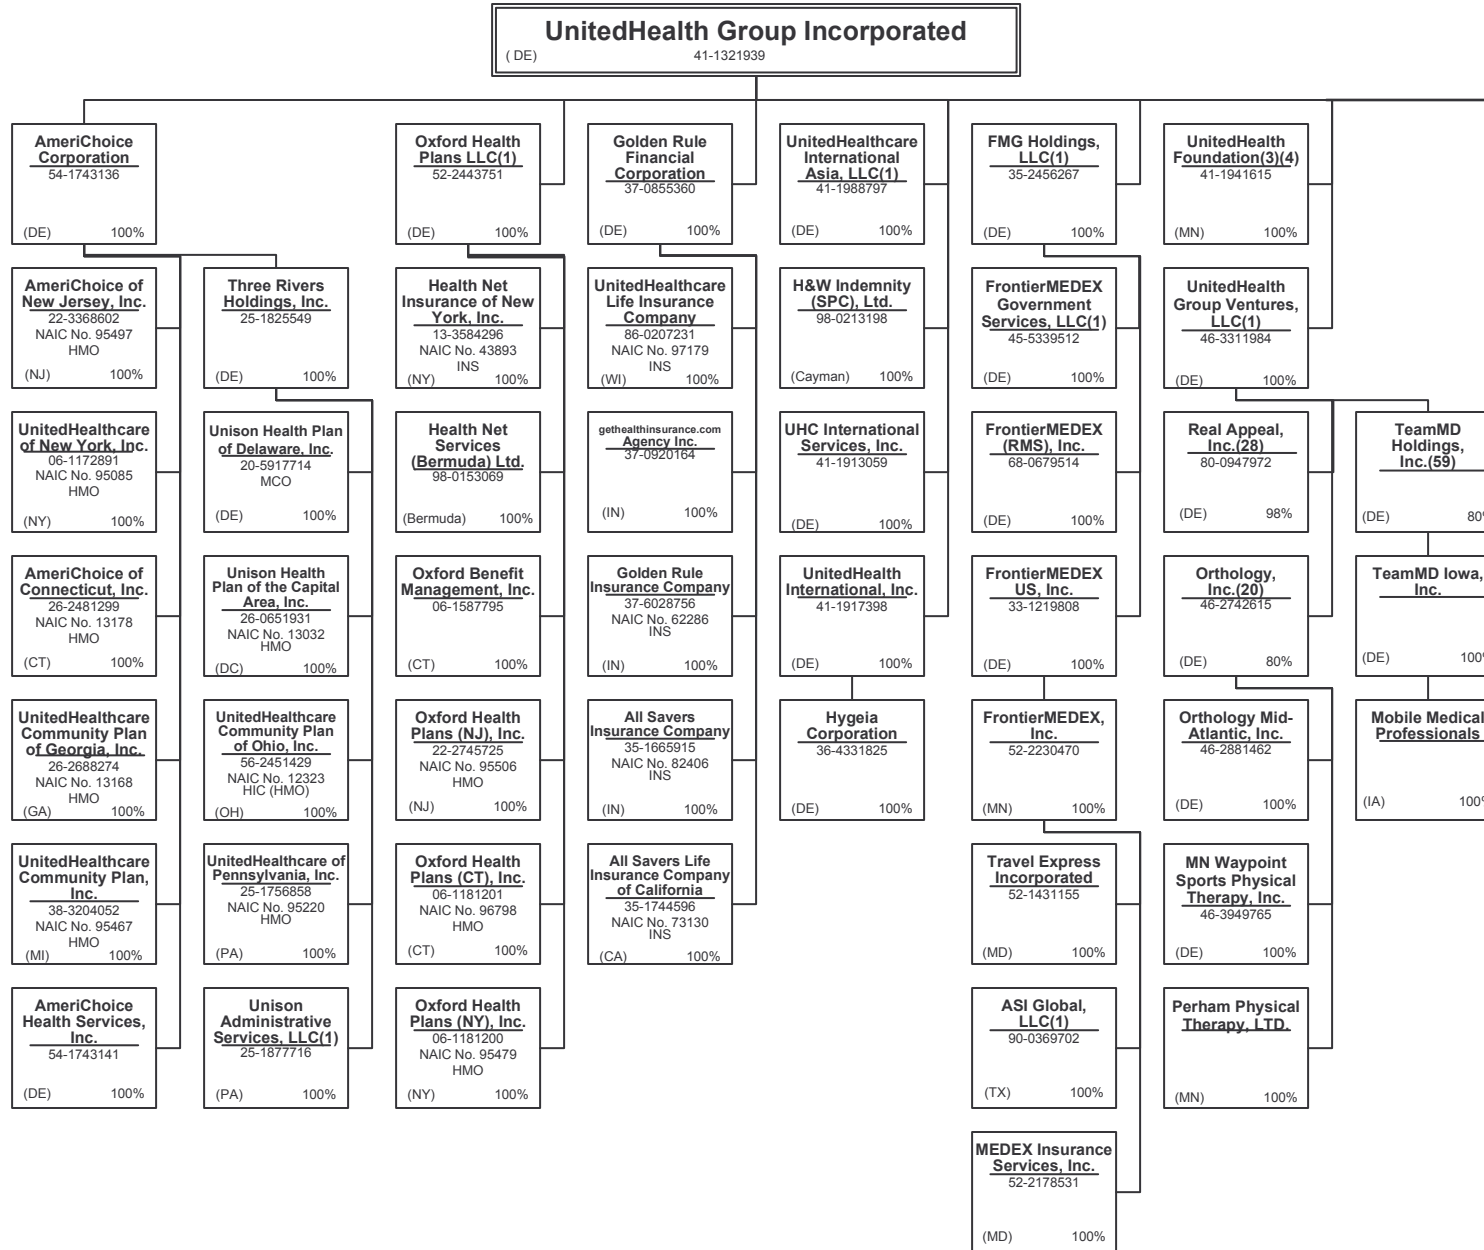 UnitedHealth Group Incorporated
( DE) 41-1321939
AmeriChoice
Corporation
54-1743136
(DE) 100%
Oxford Health
Plans LLC(1)
52-2443751
(DE) 100%
Golden Rule
Financial
Corporation
37-0855360
(DE) 100%
UnitedHealthcare
International
Asia, LLC(1)
41-1988797
(DE) 100%
FMG Holdings,
LLC(1)
35-2456267
(DE) 100%
UnitedHealth
Foundation(3)(4)
41-1941615
(MN) 100%
AmeriChoice of
New Jersey, Inc.
22-3368602
NAIC No. 95497
HMO
(NJ) 100%
Three Rivers
Holdings, Inc.
25-1825549
(DE) 100%
Health Net
Insurance of New
York, Inc.
13-3584296
NAIC No. 43893
INS
(NY) 100%
UnitedHealthcare
Life Insurance
Company
86-0207231
NAIC No. 97179
INS
(WI) 100%
H&W Indemnity
(SPC), Ltd.
98-0213198
(Cayman) 100%
FrontierMEDEX
Government
Services, LLC(1)
45-5339512
(DE) 100%
UnitedHealth
Group Ventures,
LLC(1)
46-3311984
(DE) 100%
UnitedHealthcare
of New York, Inc.
06-1172891
NAIC No. 95085
HMO
(NY) 100%
Unison Health Plan
of Delaware, Inc.
20-5917714
MCO
(DE) 100%
Health Net
Services
(Bermuda) Ltd.
98-0153069
(Bermuda) 100%
gethealthinsurance.com
Agency Inc.
37-0920164
(IN) 100%
UHC International
Services, Inc.
41-1913059
(DE) 100%
FrontierMEDEX
(RMS), Inc.
68-0679514
(DE) 100%
Real Appeal,
Inc.(28)
80-0947972
(DE) 98%
TeamMD
Holdings,
Inc.(59)
(DE) 80%
AmeriChoice of
Connecticut, Inc.
26-2481299
NAIC No. 13178
HMO
(CT) 100%
Unison Health
Plan of the Capital
Area, Inc.
26-0651931
NAIC No. 13032
HMO
(DC) 100%
Oxford Benefit
Management, Inc.
06-1587795
(CT) 100%
Golden Rule
Insurance Company
37-6028756
NAIC No. 62286
INS
(IN) 100%
UnitedHealth
International, Inc.
41-1917398
(DE) 100%
FrontierMEDEX
US, Inc.
33-1219808
(DE) 100%
Orthology,
Inc.(20)
46-2742615
(DE) 80%
TeamMD Iowa,
Inc.
(DE) 100%
UnitedHealthcare
Community Plan
of Georgia, Inc.
26-2688274
NAIC No. 13168
HMO
(GA) 100%
UnitedHealthcare
Community Plan
of Ohio, Inc.
56-2451429
NAIC No. 12323
HIC (HMO)
(OH) 100%
Oxford Health
Plans (NJ), Inc.
22-2745725
NAIC No. 95506
HMO
(NJ) 100%
All Savers
Insurance Company
35-1665915
NAIC No. 82406
INS
(IN) 100%
Hygeia
Corporation
36-4331825
(DE) 100%
FrontierMEDEX,
Inc.
52-2230470
(MN) 100%
Orthology Mid-
Atlantic, Inc.
46-2881462
(DE) 100%
Mobile Medical
Professionals
(IA) 100%
UnitedHealthcare
Community Plan,
Inc.
38-3204052
NAIC No. 95467
HMO
(MI) 100%
UnitedHealthcare of
Pennsylvania, Inc.
25-1756858
NAIC No. 95220
HMO
(PA) 100%
Oxford Health
Plans (CT), Inc.
06-1181201
NAIC No. 96798
HMO
(CT) 100%
All Savers Life
Insurance Company
of California
35-1744596
NAIC No. 73130
INS
(CA) 100%
Travel Express
Incorporated
52-1431155
(MD) 100%
MN Waypoint
Sports Physical
Therapy, Inc.
46-3949765
(DE) 100%
AmeriChoice
Health Services,
Inc.
54-1743141
(DE) 100%
Unison
Administrative
Services, LLC(1)
25-1877716
(PA) 100%
Oxford Health
Plans (NY), Inc.
06-1181200
NAIC No. 95479
HMO
(NY) 100%
ASI Global,
LLC(1)
90-0369702
(TX) 100%
Perham Physical
Therapy, LTD.
(MN) 100%
MEDEX Insurance
Services, Inc.
52-2178531
(MD) 100%